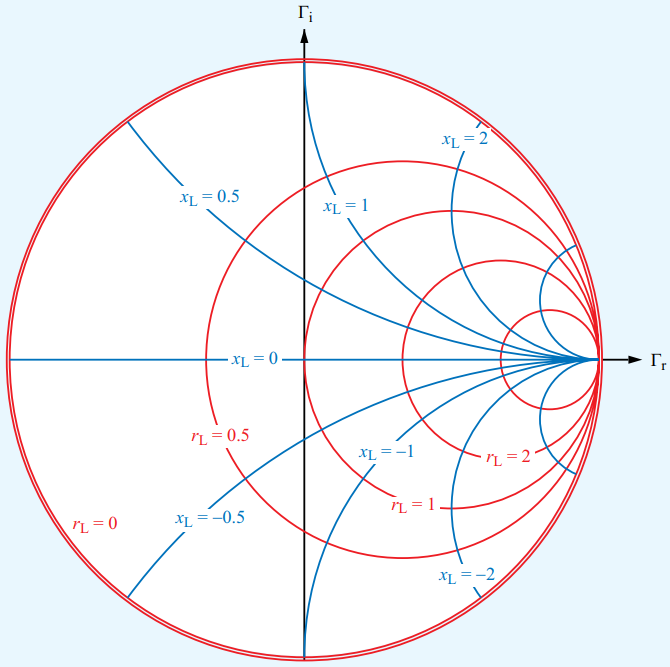 Γi
xL = 2
xL = 0.5
xL = 1
xL = 0
Γr
rL = 0.5
xL = –1
rL = 2
rL = 1
xL = –0.5
rL = 0
xL = –2